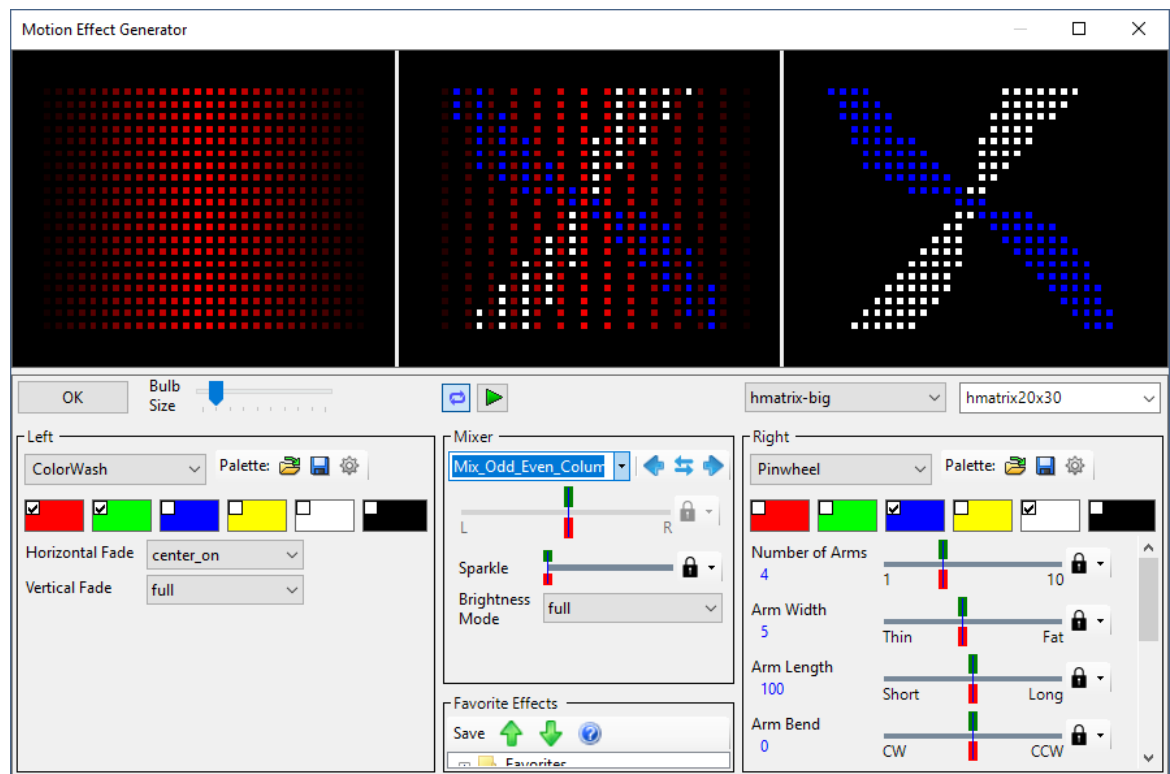 Motion Effect Generator
OK
Bulb Size
hmatrix-big
hmatrix20x30
Left
ColorWash
Palette:
Horizontal Fade
center_on
Vertical Fade
full
Mixer
Mix_Odd_Even_Colum
L
R
Sparkle
Brightness Mode
full
Favorite Effects
Save
Favorites
Right
Pinwheel
Palette:
Number of Arms
4
1
10
Arm Width
5
Thin
Fat
Arm Length
100
Short
Long
Arm Bend
0
CW
CCW